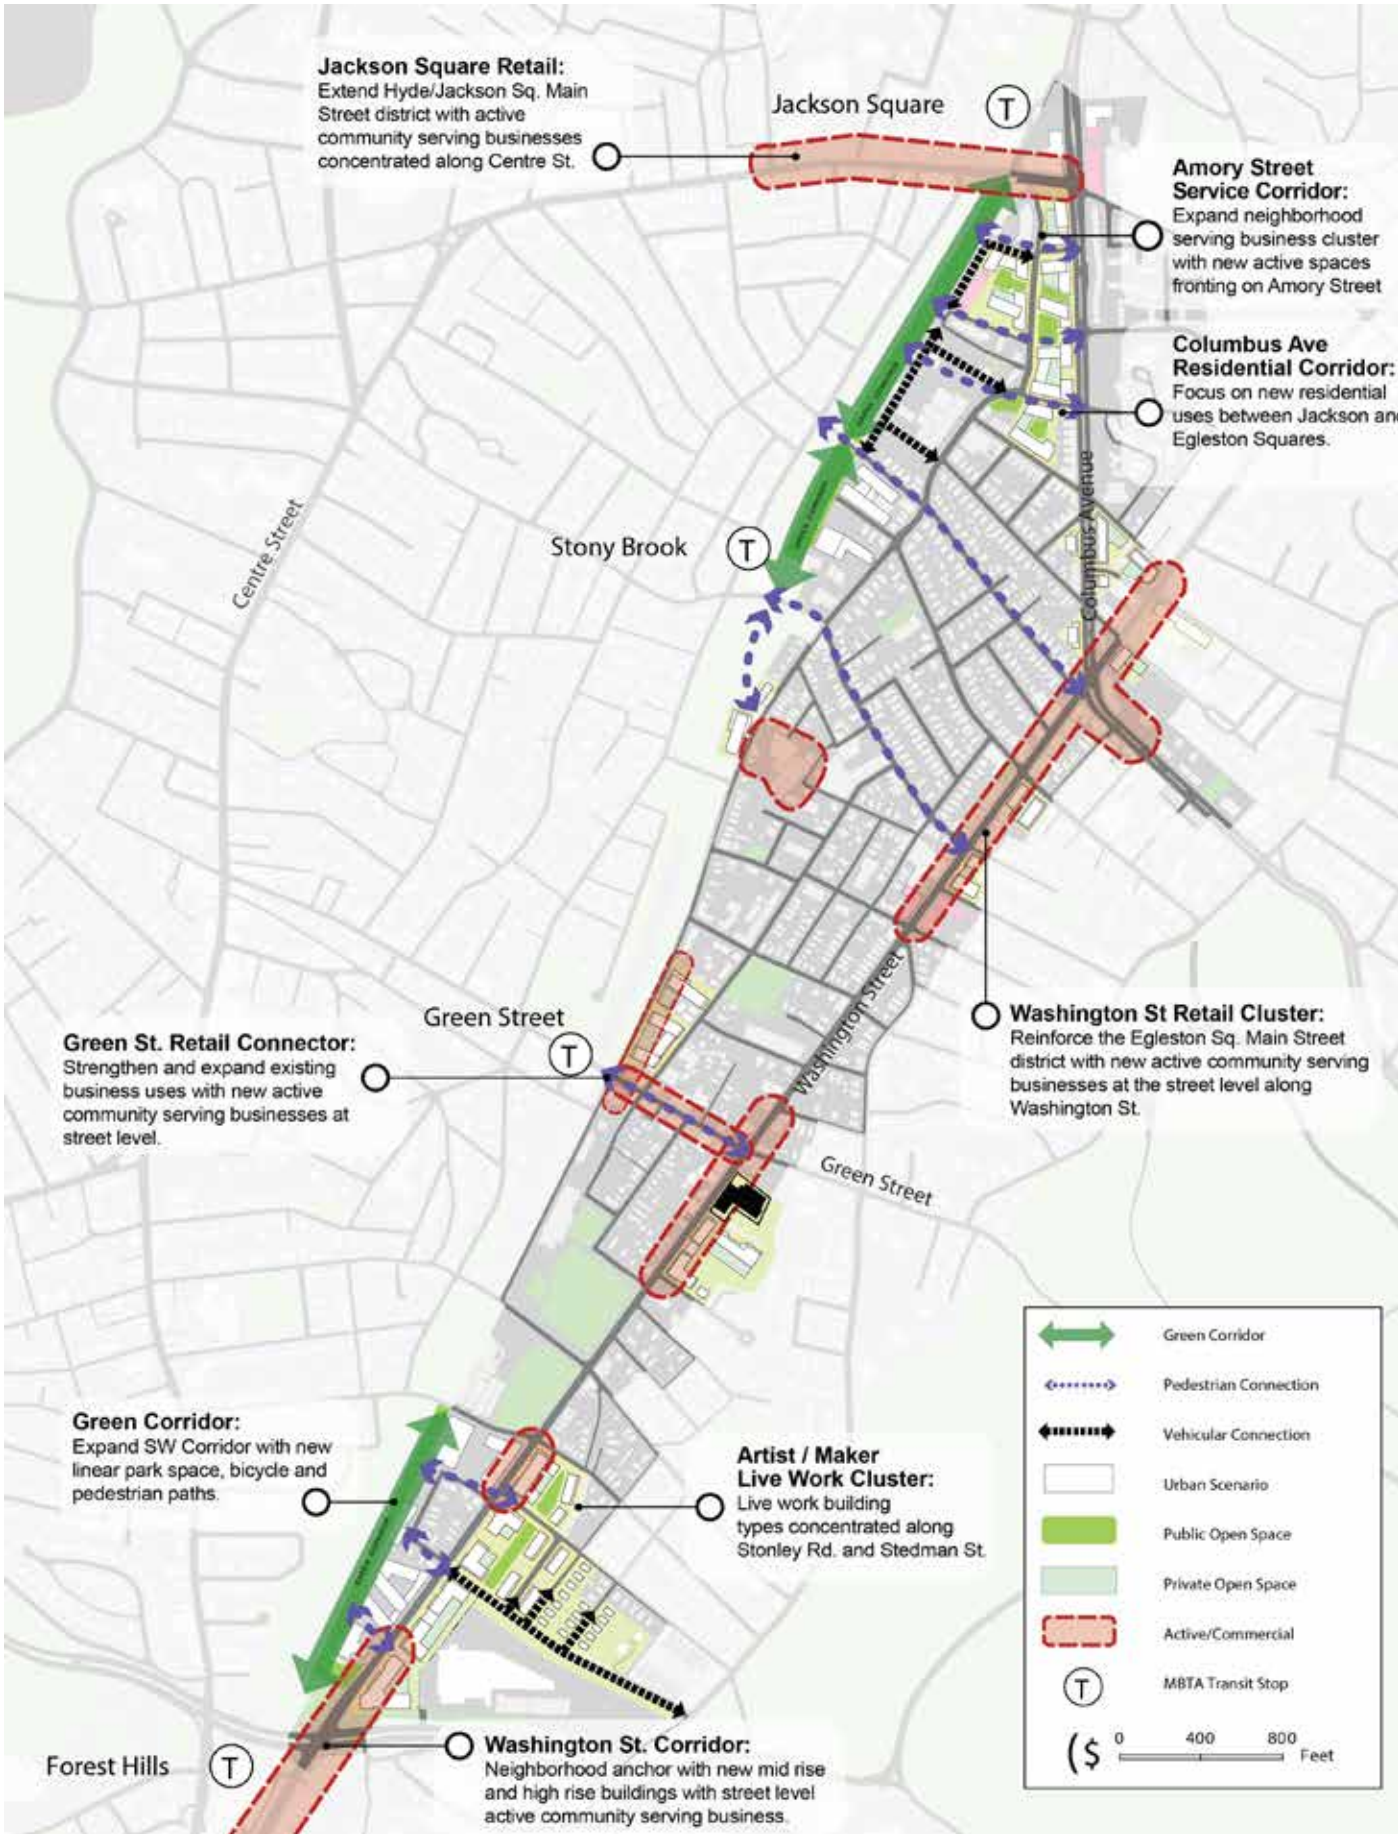 Jackson Square Retail:
Extend Hyde/Jackson Sq. Main
Street district with active
community serving businesses
concentrated along Centre St.
Jackson Square
T
Amory Street
Service Corridor:
Expand neighborhood
serving business cluster
with new active spaces
fronting on Amory Street
Columbus Ave
Residential Corridor:
Focus on new residential
uses between Jackson and
Egleston Squares.
Columbus Avenue
Centre Street
Stony Brook
T
Washington Street
Washington St Retail Cluster:
Reinforce the Egleston Sq. Main Street
district with new active community serving
businesses at the street level along
Washington St.
Green Street
T
Green St. Retail Connector:
Strengthen and expand existing
business uses with new active
community serving businesses at
street level.
Green Street
Green Corridor:
Expand SW Corridor with new
linear park space, bicycle and
pedestrian paths.
Artist / Maker
Live Work Cluster:
Live work building
types concentrated along
Stonley Rd. and Stedman St.
Forest Hills
T
Washington St. Corridor:
Neighborhood anchor with new mid rise
and high rise buildings with street level
active community serving business.
Green Corridor
Pedestrian Connection
Vehicular Connection
Urban Scenario
Public Open Space
Private Open Space
Active/Commercial
T
MBTA Transit Stop
($
0 400 800
Feet